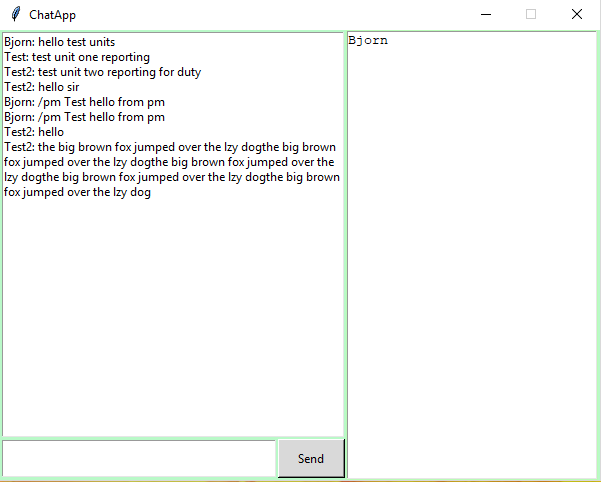 ChatApp
Bjorn: hello test units
Test: test unit one reporting
Test2: test unit two reporting for duty
Test2: hello sir
Bjorn: /pm Test hello from pm
Bjorn: /pm Test hello from pm
Test2: hello
Test2: the big brown fox jumped over the lzy dogthe big brown
fox jumped over the lzy dogthe big brown fox jumped over the
lzy dogthe big brown fox jumped over the lzy dogthe big brown
fox jumped over the lzy dog
Bjorn
Send